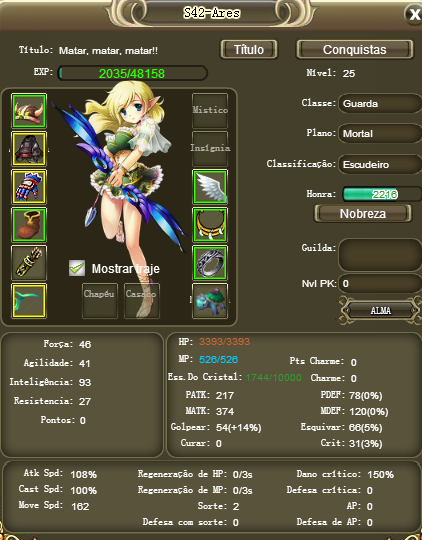 S42-Ares
X
Título: Matar, matar, matar!!
Título
Conquistas
EXP: 2035/48158
Nível: 25
Místico
Classe: Guarda
Insígnia
Plano: Mortal
Classificação: Escudeiro
Honra: 2216
Nobreza
Guilda:
Mostrar traje
Nvl PK: 0
Chapéu
Casaco
ALMA
Força: 46
Agilidade: 41
Inteligência: 93
Resistencia: 27
Pontos: 0
HP: 3393/3393
MP: 526/526
Pts Charme: 0
Ess.Do Cristal: 1744/10000
Charme: 0
PATK: 217
PDEF: 78(0%)
MATK: 374
MDEF: 120(0%)
Golpear: 54(+14%)
Esquivar: 66(5%)
Curar: 0
Crit: 31(3%)
Atk Spd: 108%
Regeneração de HP: 0/3s
Dano crítico: 150%
Cast Spd: 100%
Regeneração de MP: 0/3s
Defesa crítica: 0
Move Spd: 162
Sorte: 2
AP: 0
Defesa com sorte: 0
Defesa de AP: 0